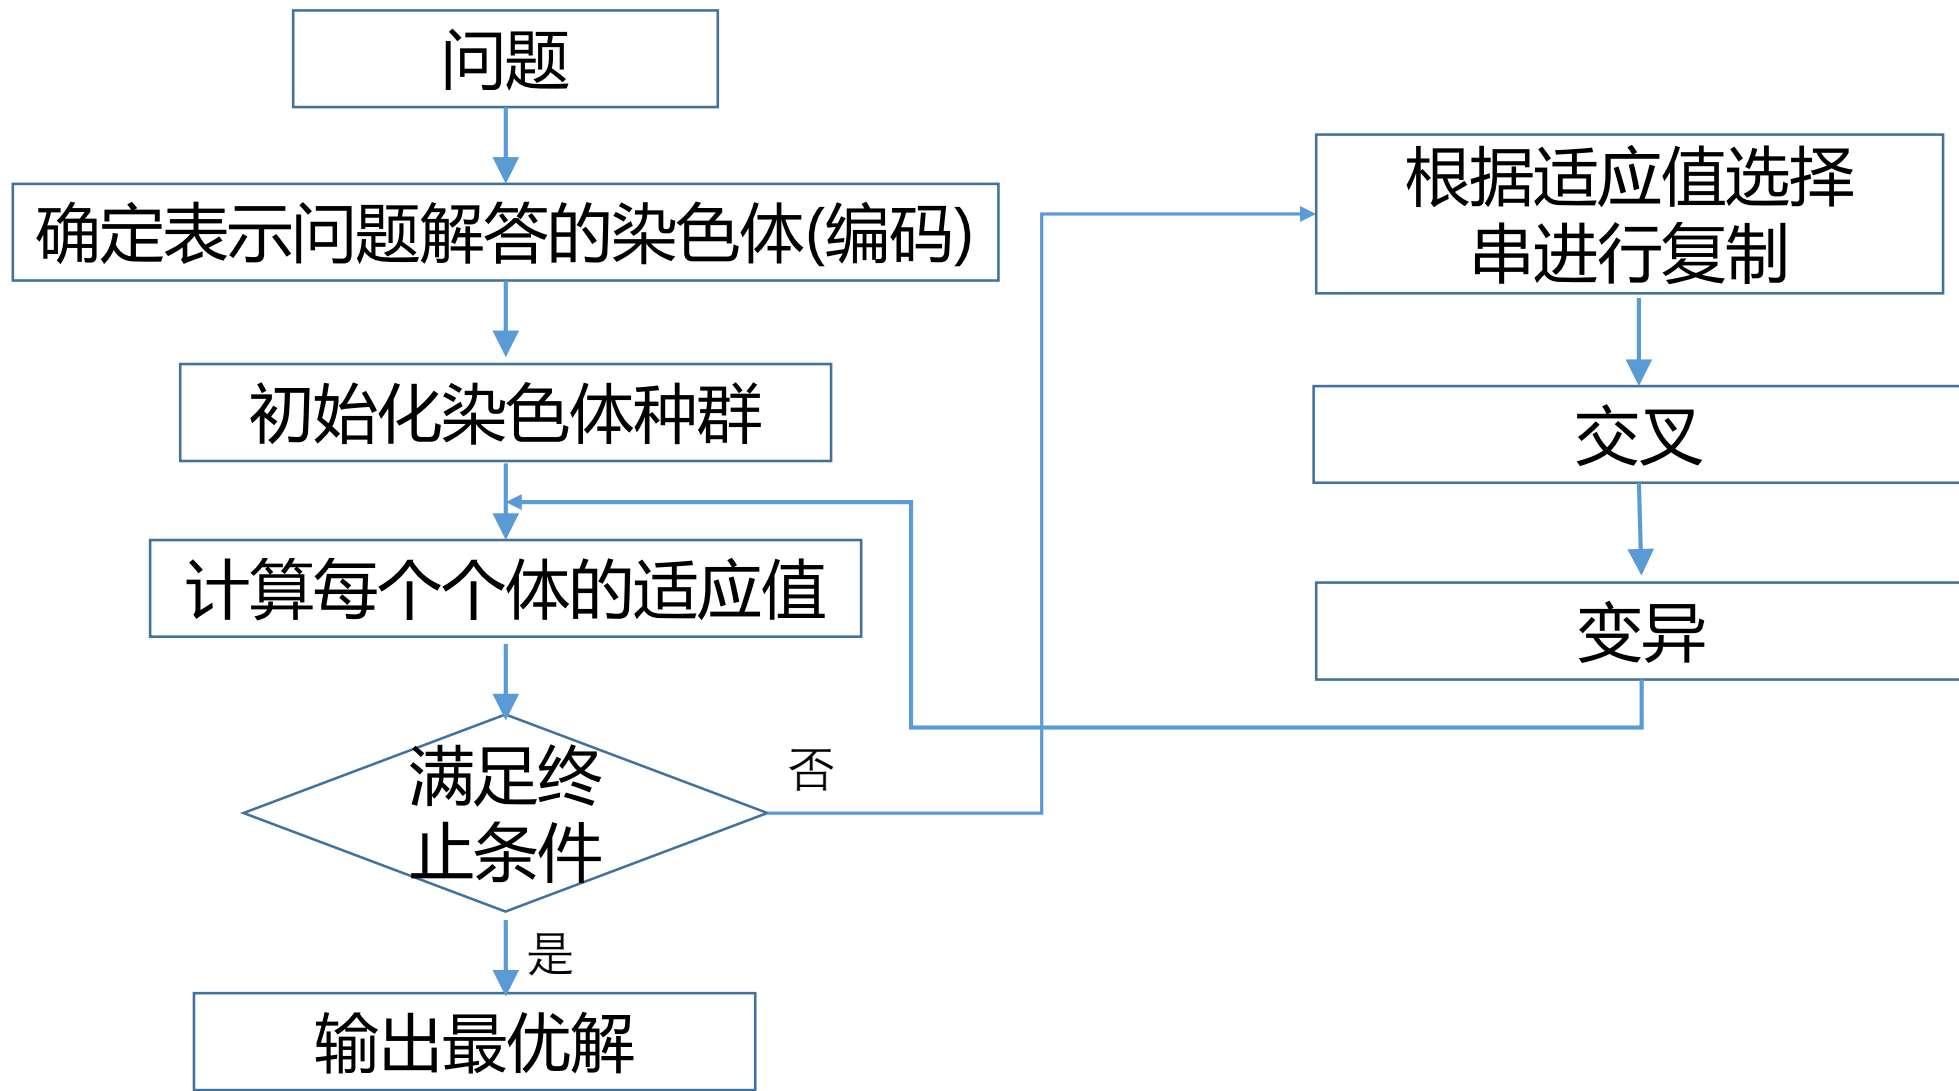 问题
确定表示问题解答的染色体(编码)
初始化染色体种群
计算每个个体的适应值
满足终
止条件
否
是
输出最优解
根据适应值选择
串进行复制
交叉
变异